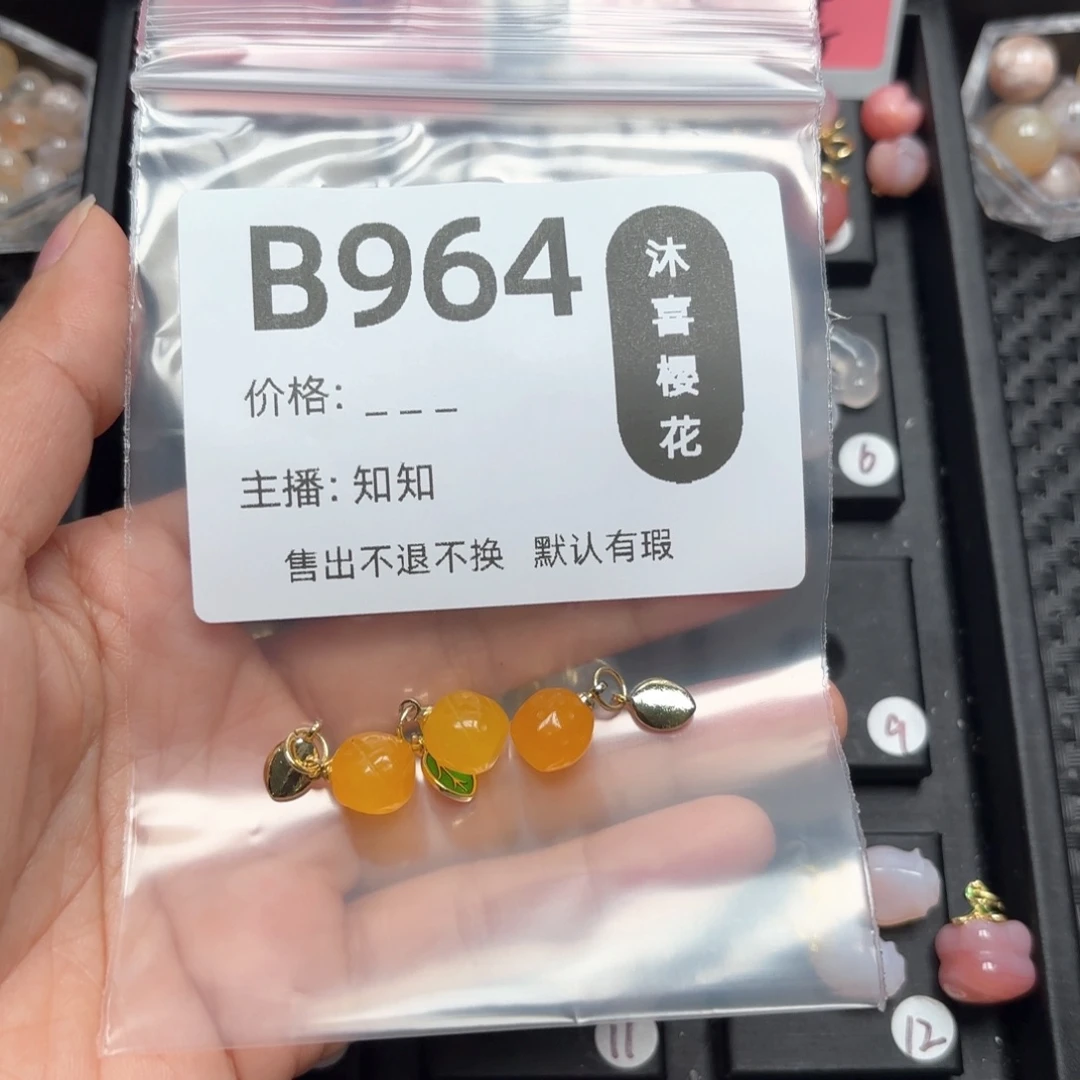 B964
沐喜樱花
价格: _ _ _
主播: 知知
售出不退不换 默认有瑕
6
9
11
12